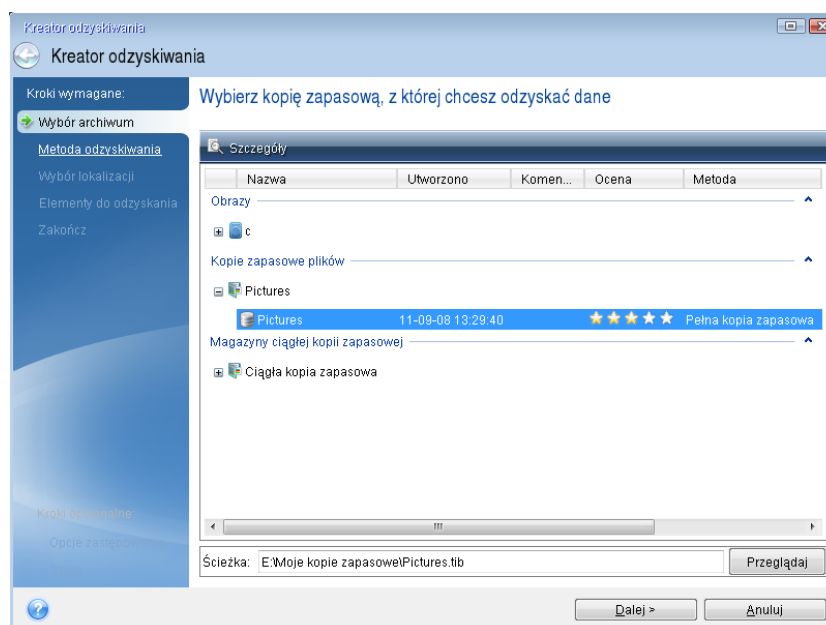 Kreator odzyskiwania
Kreator odzyskiwania
Kroki wymagane:
Wybór archiwum
Metoda odzyskiwania
Wybór lokalizacji
Elementy do odzyskania
Zakończ
Kroki opcjonalne:
Opcje
Wybierz kopię zapasową, z której chcesz odzyskać dane
Szczegóły
Nazwa Utworzono Komen... Ocena Metoda
Obrazy
c
Kopie zapasowe plików
Pictures
Pictures 11-09-08 13:29:40 Pełna kopia zapasowa
Magazyny ciągłej kopii zapasowej
Ciągła kopia zapasowa
Ścieżka: E:\Moje kopie zapasowe\Pictures.tib Przeglądaj
Dalej > Anuluj